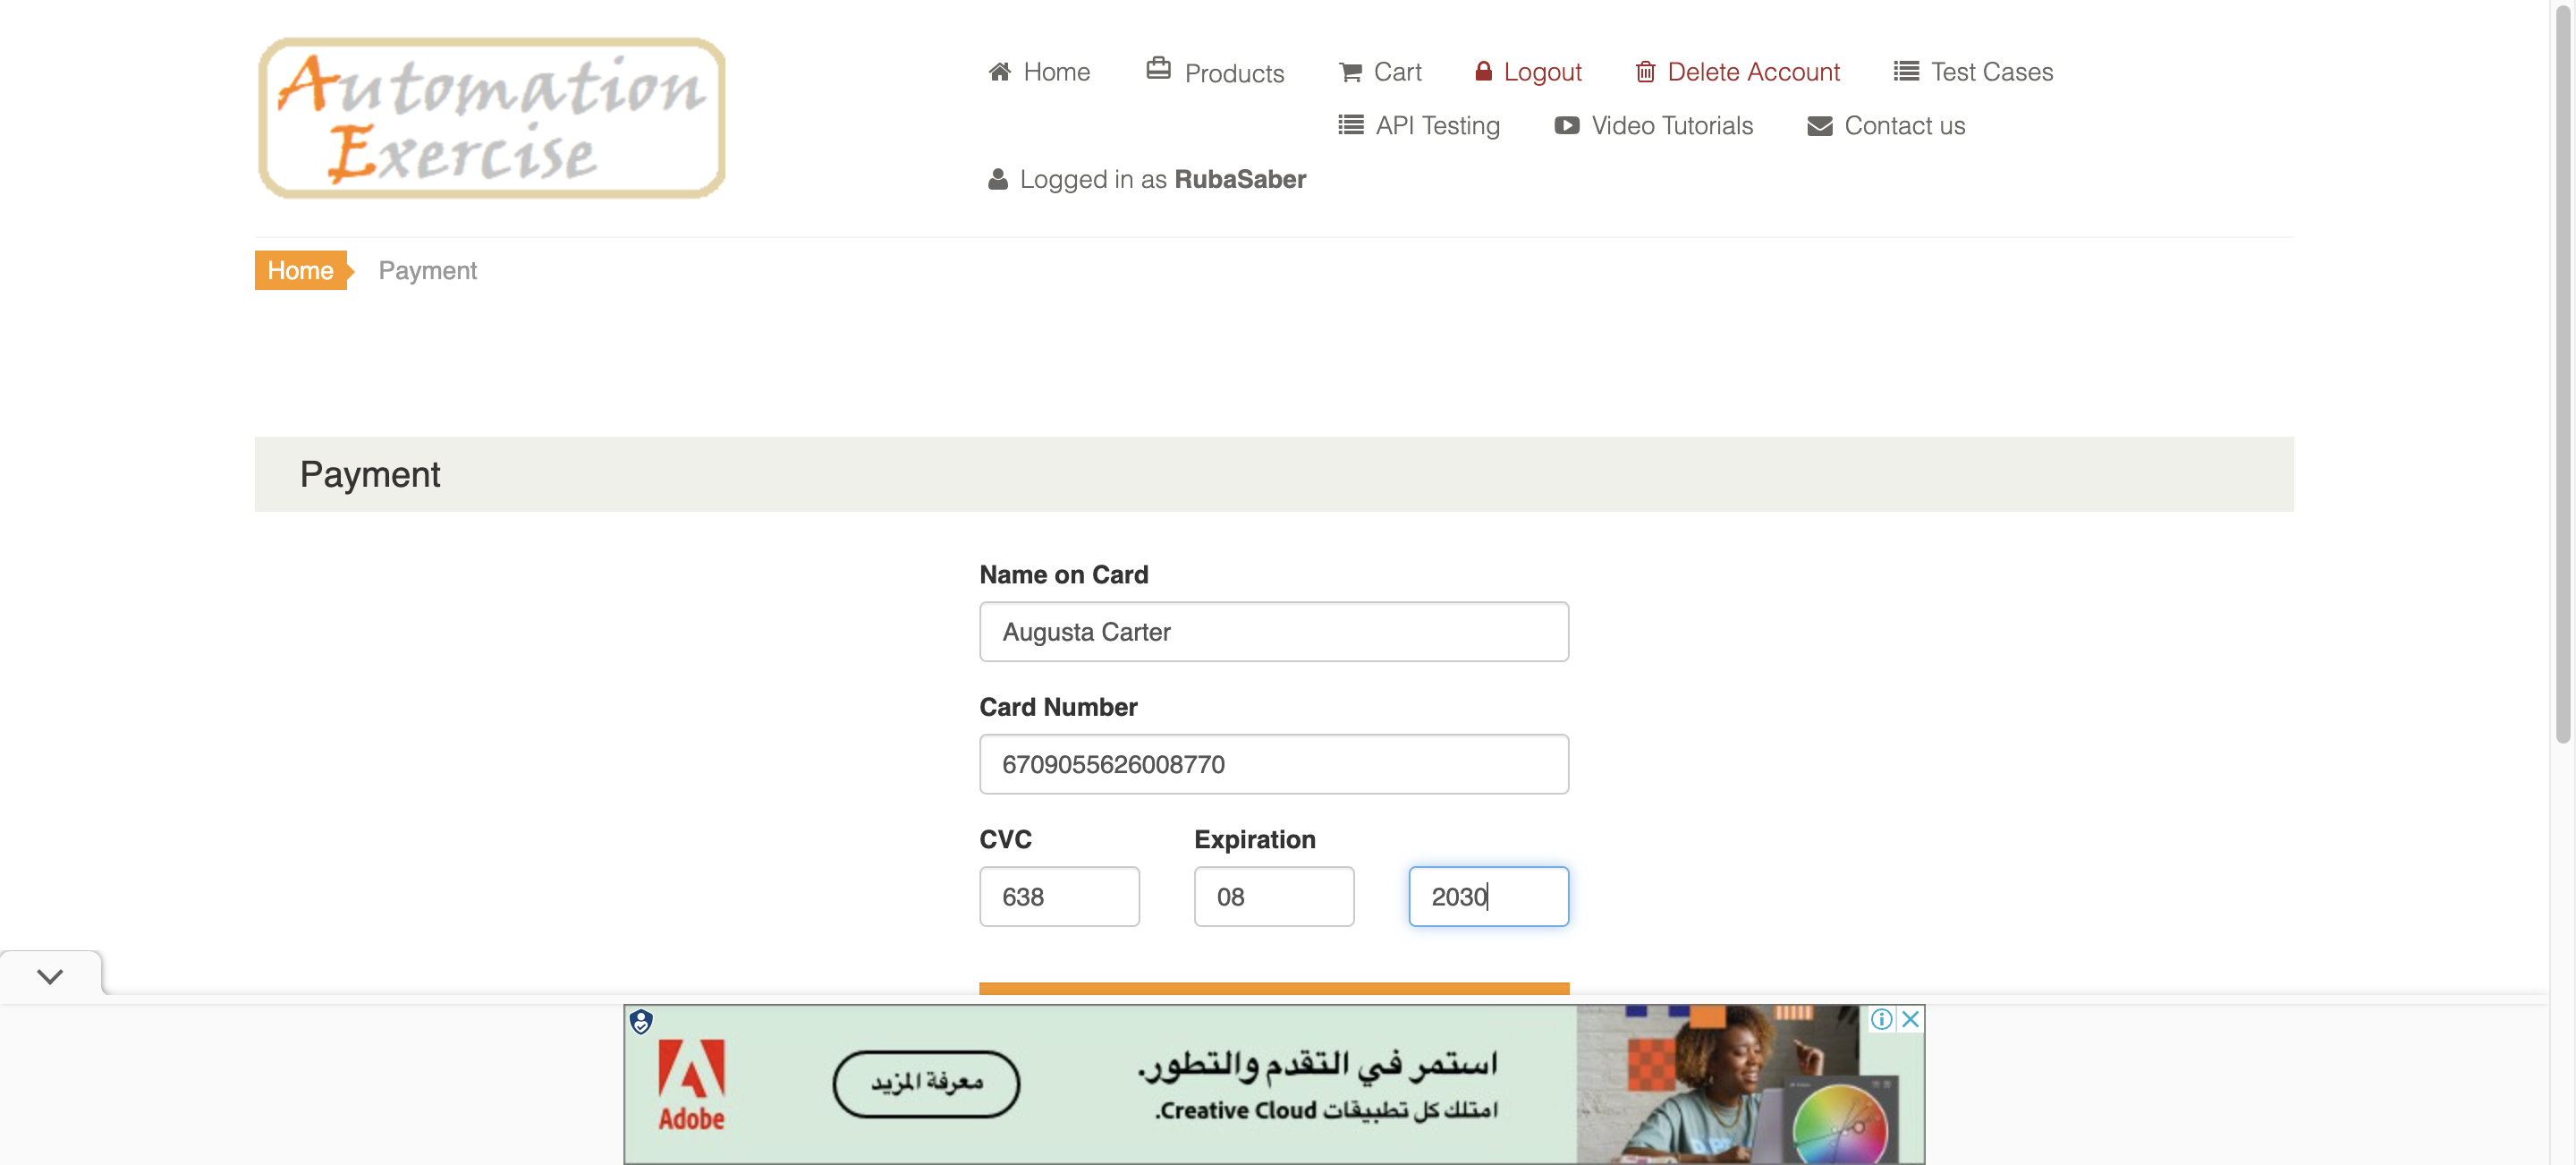 Automation
Exercise
Home
Products
Cart
Logout
Delete Account
Test Cases
API Testing
Video Tutorials
Contact us
Logged in as RubaSaber
Home
Payment
Payment
Name on Card
Augusta Carter
Card Number
6709055626008770
CVC
Expiration
638
08
2030
استمر في التقدم والتطور.
امتلك كل تطبيقات Creative Cloud.
معرفة المزيد
Adobe